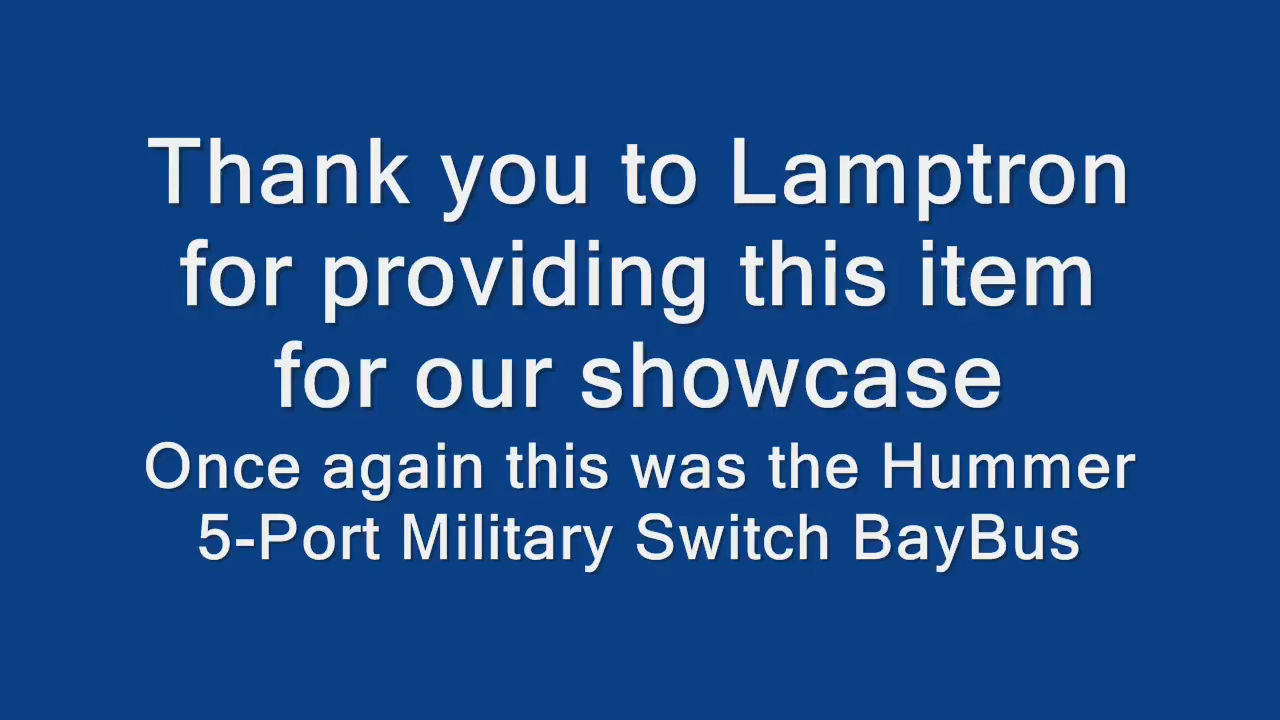 Thank you to Lamptron
for providing this item
for our showcase
Once again this was the Hummer
5-Port Military Switch BayBus